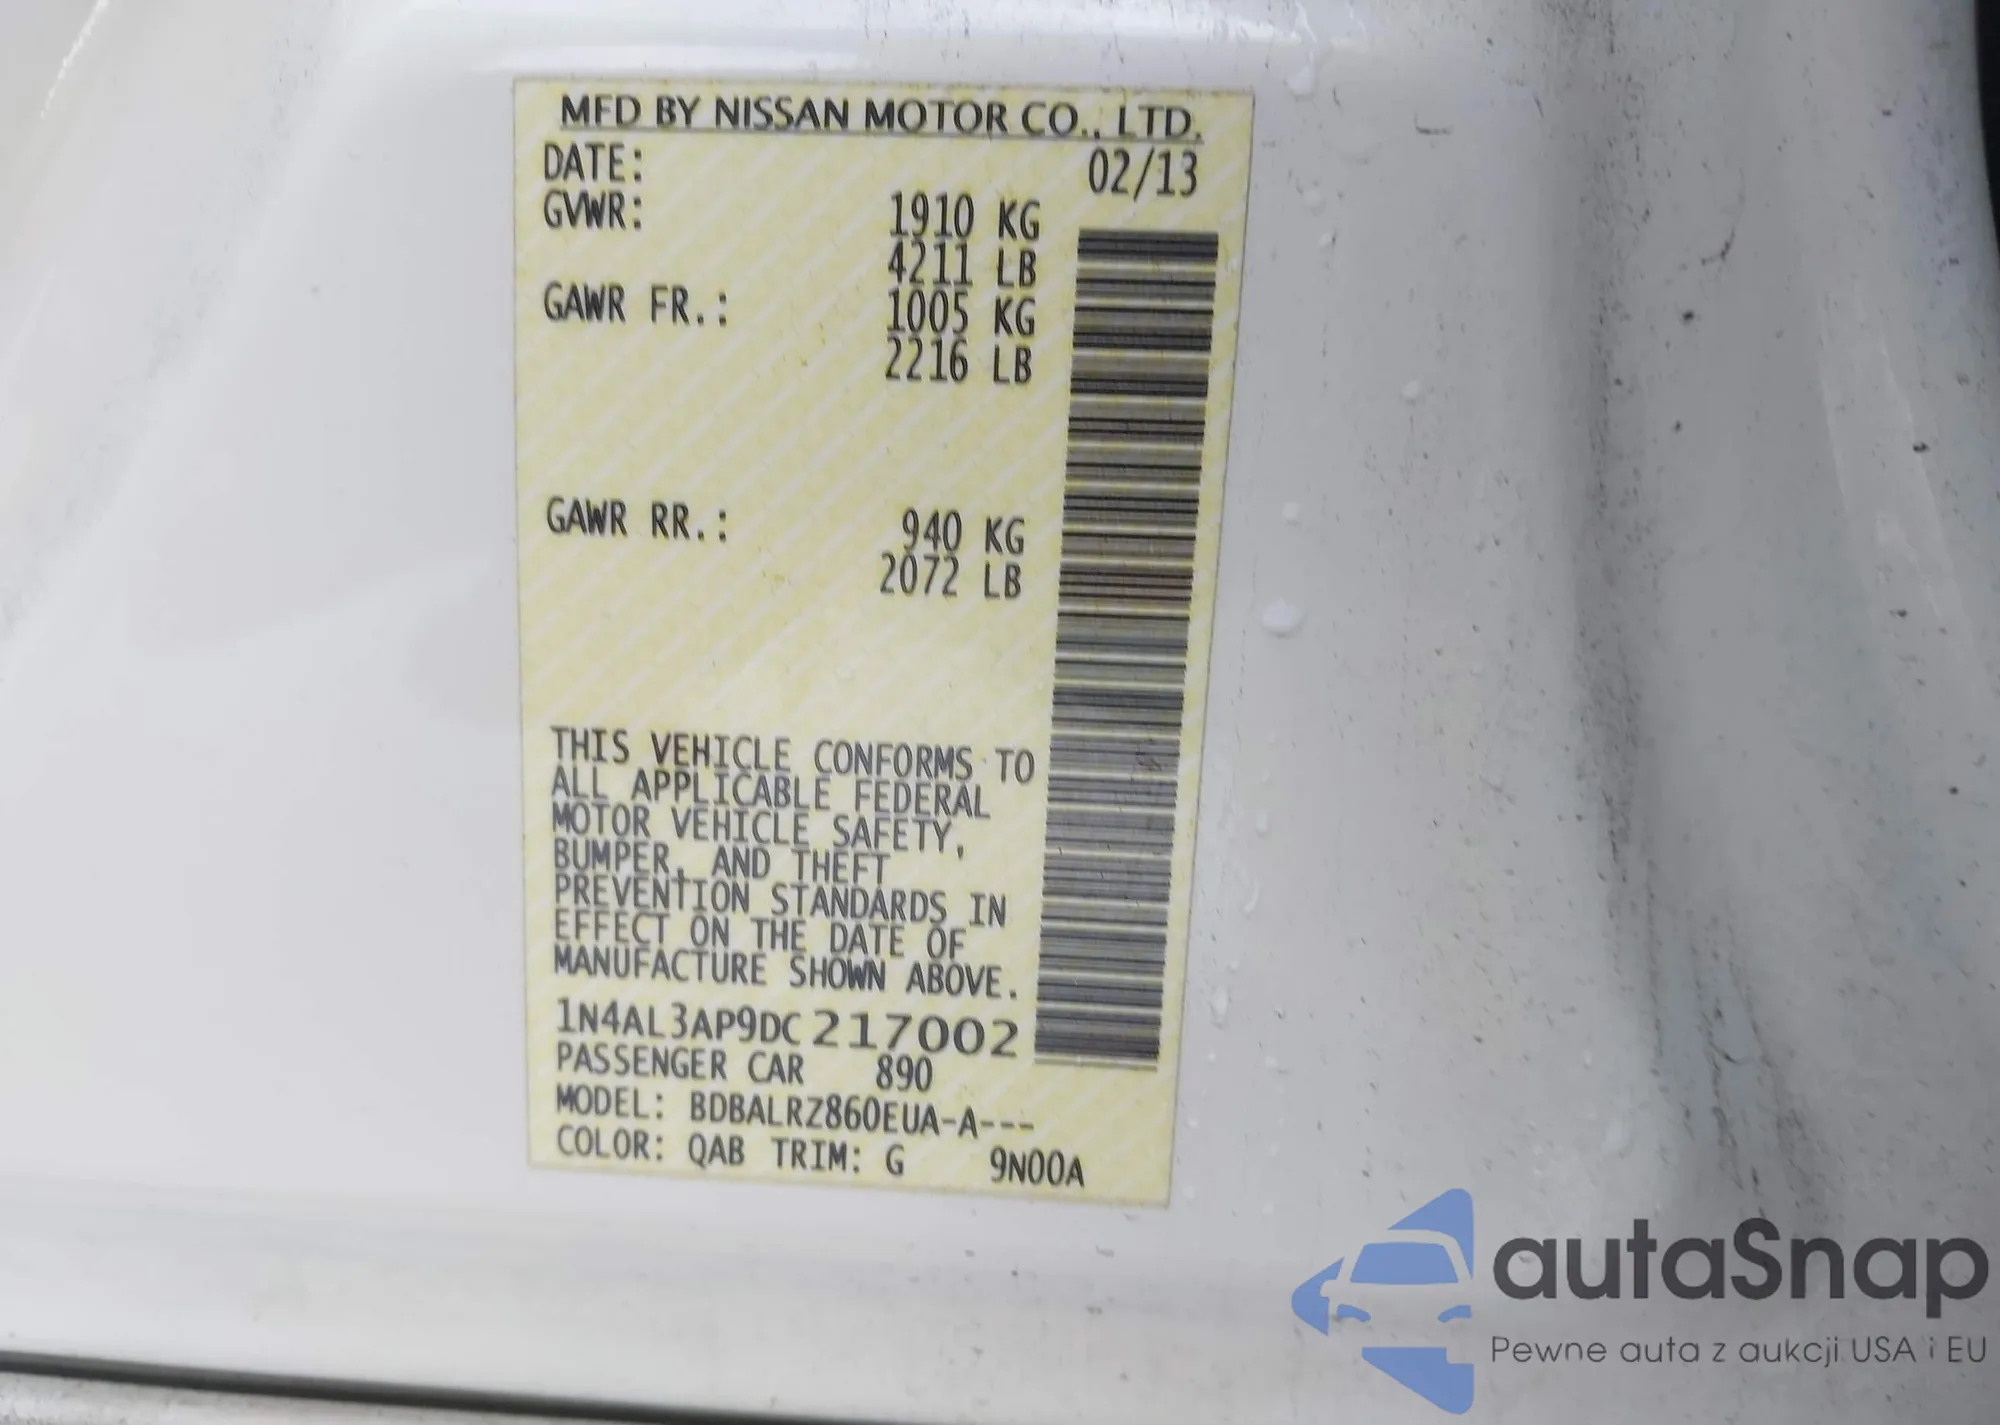 MFD BY NISSAN MOTOR CO., LTD.
DATE: 02/13
GVWR: 1910 KG
4211 LB
GAWR FR.: 1005 KG
2216 LB
GAWR RR.: 940 KG
2072 LB
THIS VEHICLE CONFORMS TO
ALL APPLICABLE FEDERAL
MOTOR VEHICLE SAFETY,
BUMPER, AND THEFT
PREVENTION STANDARDS IN
EFFECT ON THE DATE OF
MANUFACTURE SHOWN ABOVE.
1N4AL3AP9DC217002
PASSENGER CAR 890
MODEL: BDBALRZ860EUA-A---
COLOR: QAB TRIM: G 9N00A
autaSnap
Pewne auta z aukcji USA i EU